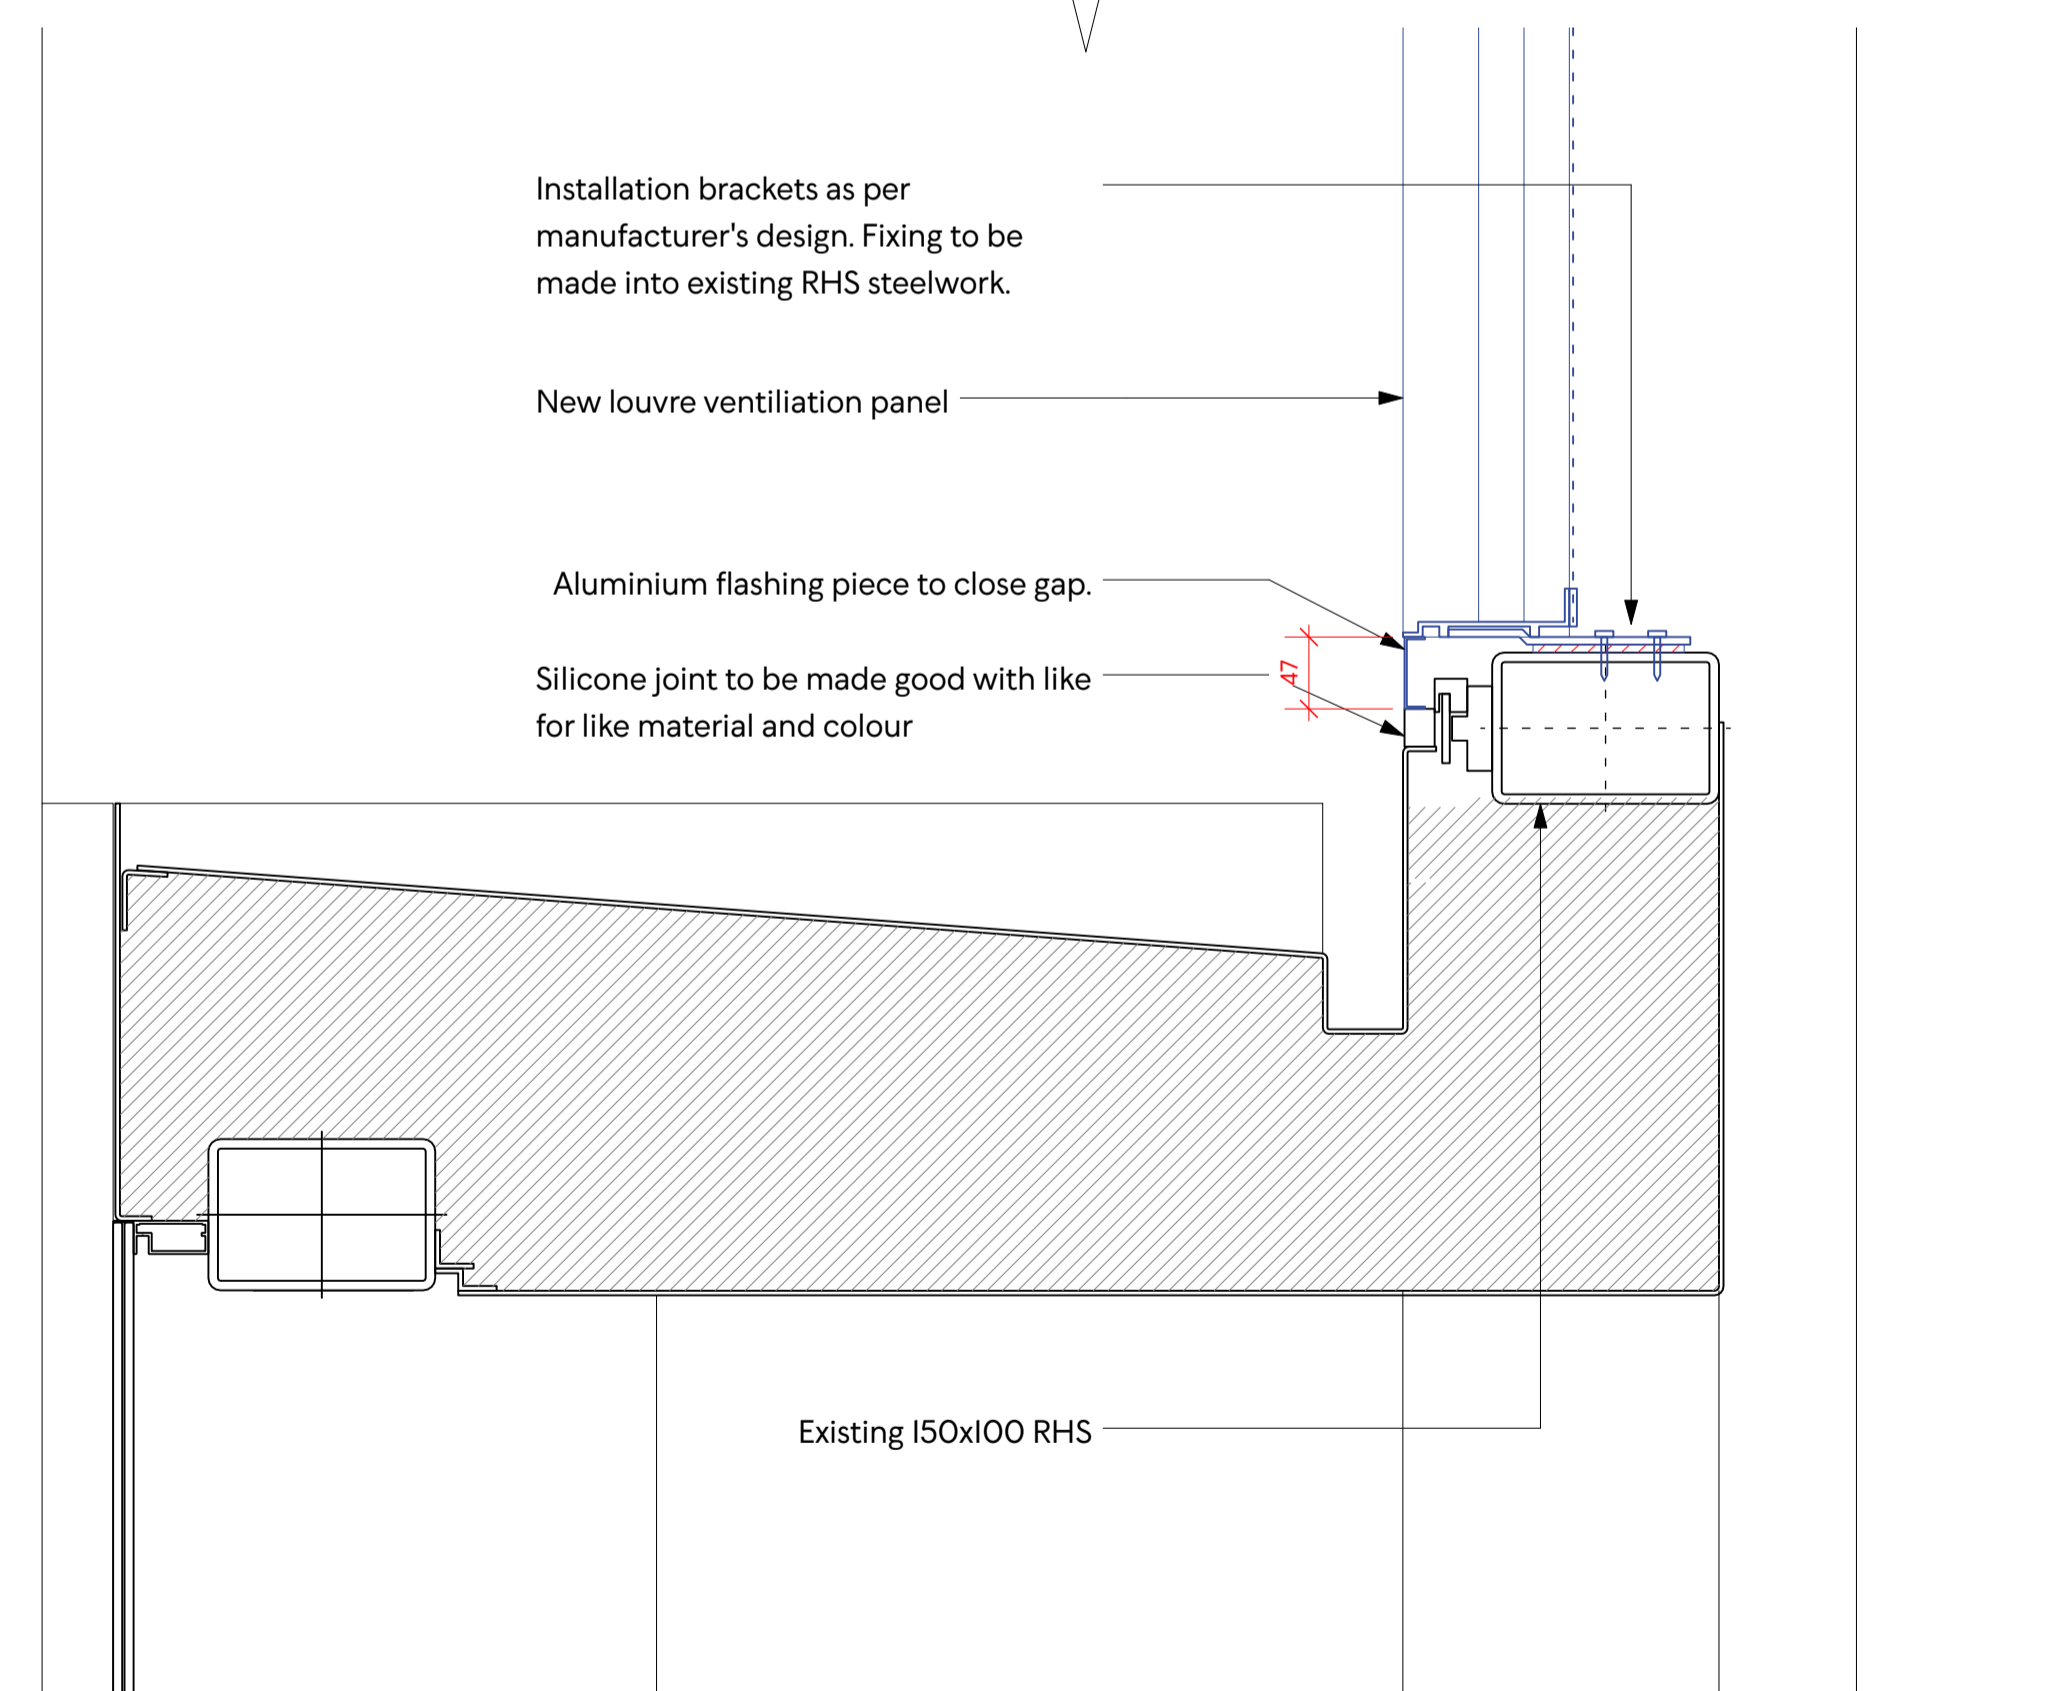 Installation brackets as per
manufacturer's design. Fixing to be
made into existing RHS steelwork.
New louvre ventiliation panel
Aluminium flashing piece to close gap.
Silicone joint to be made good with like
for like material and colour
47
Existing 150x100 RHS